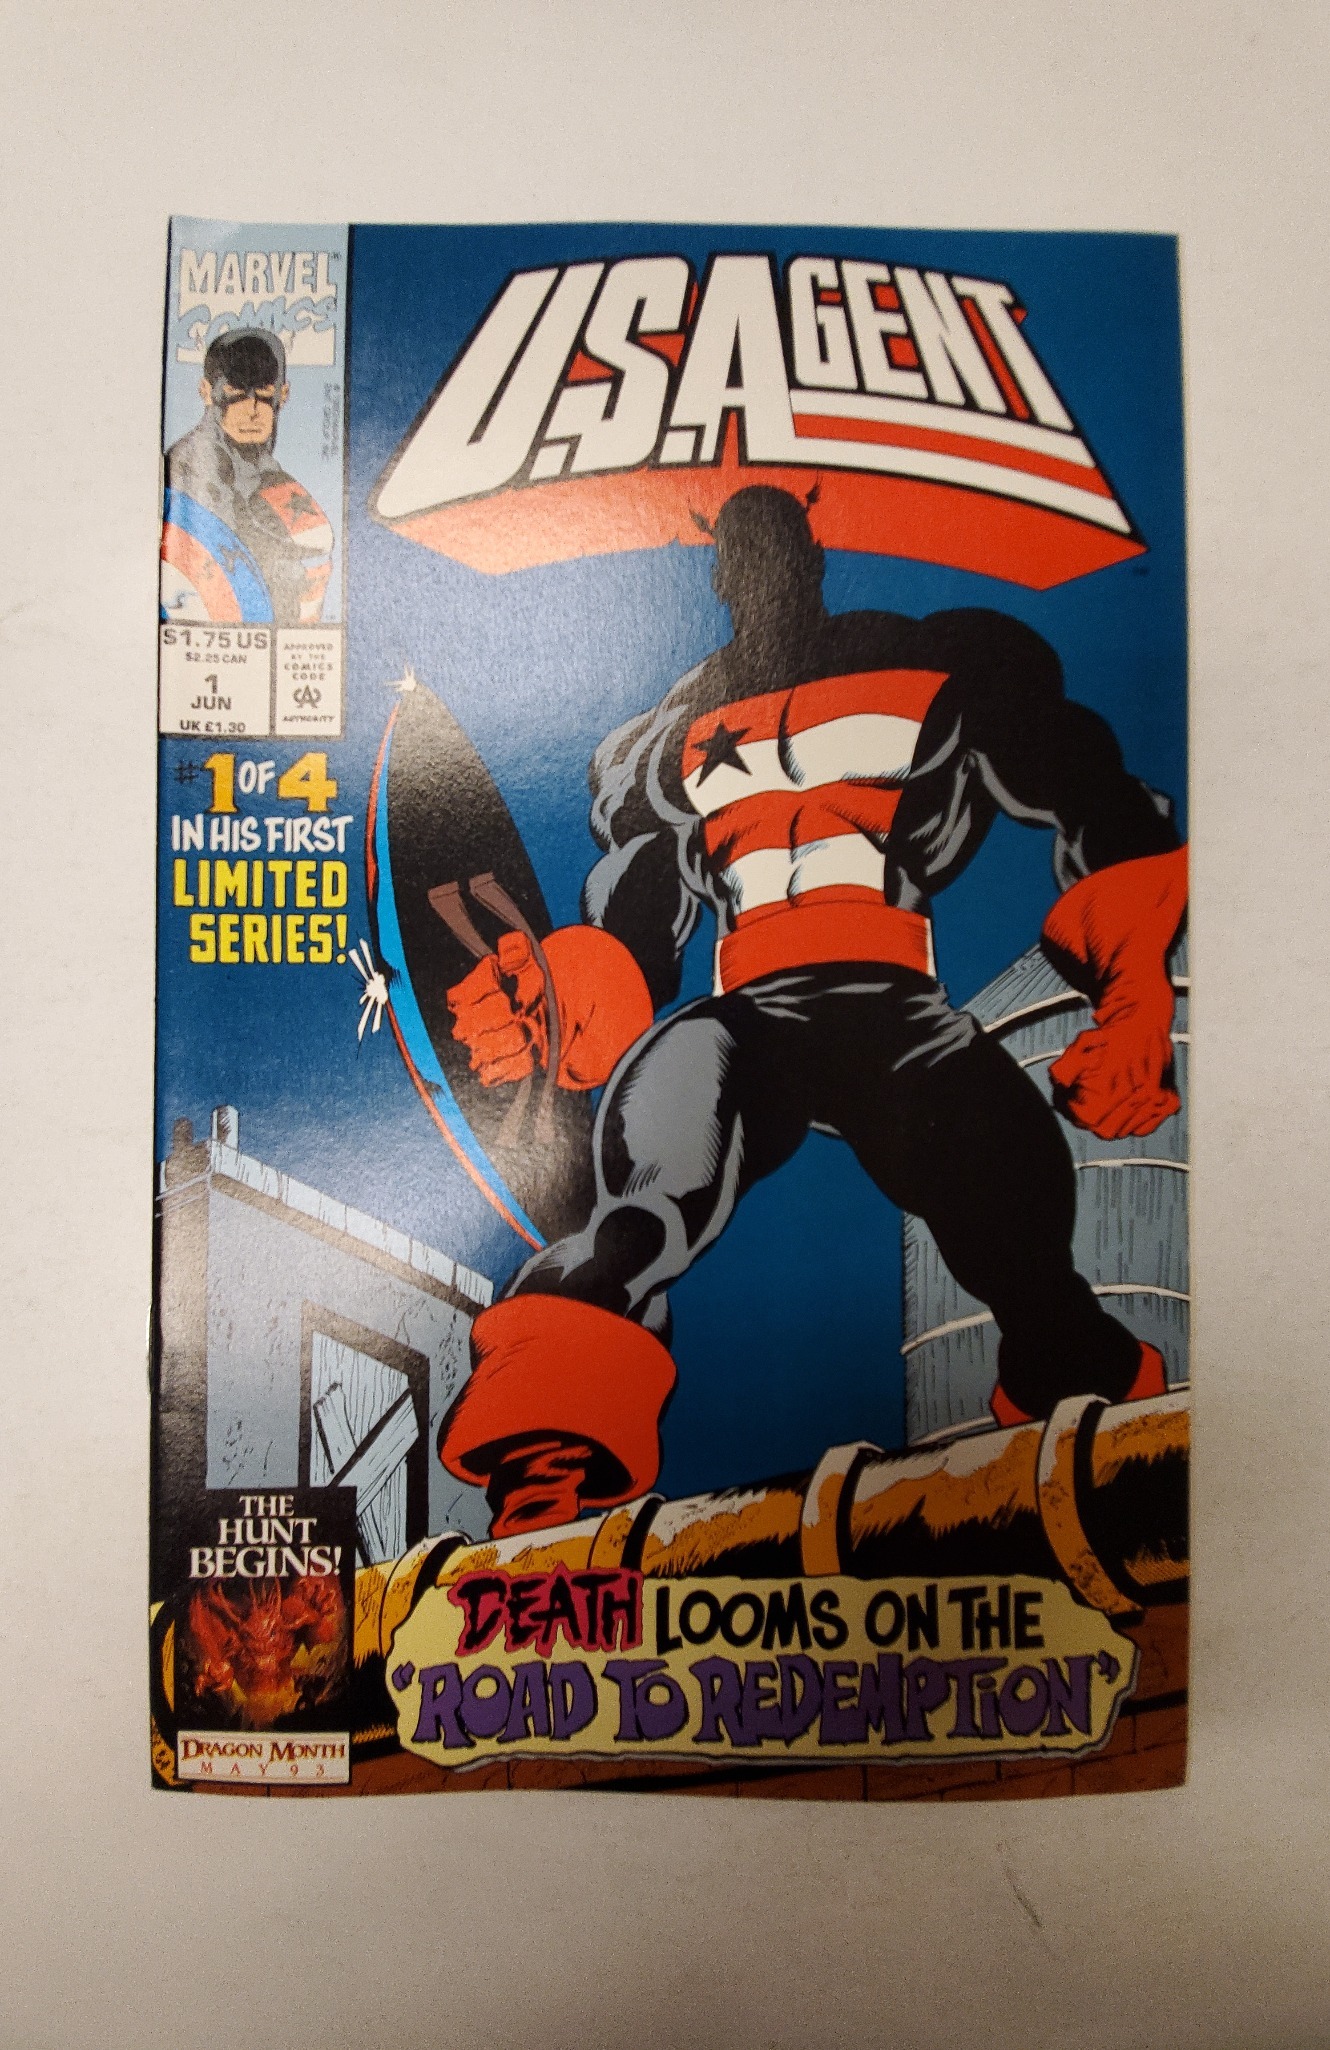 MARVEL
COMICS
U.S.AGENT
$1.75 US
$2.25 CAN
1
JUN
UK £1.30
APPROVED
BY THE
COMICS
CODE
CA
AUTHORITY
#1 OF 4
IN HIS FIRST
LIMITED
SERIES!
THE
HUNT
BEGINS!
DRAGON MONTH
MAY 93
DEATH LOOMS ON THE
"ROAD TO REDEMPTION"